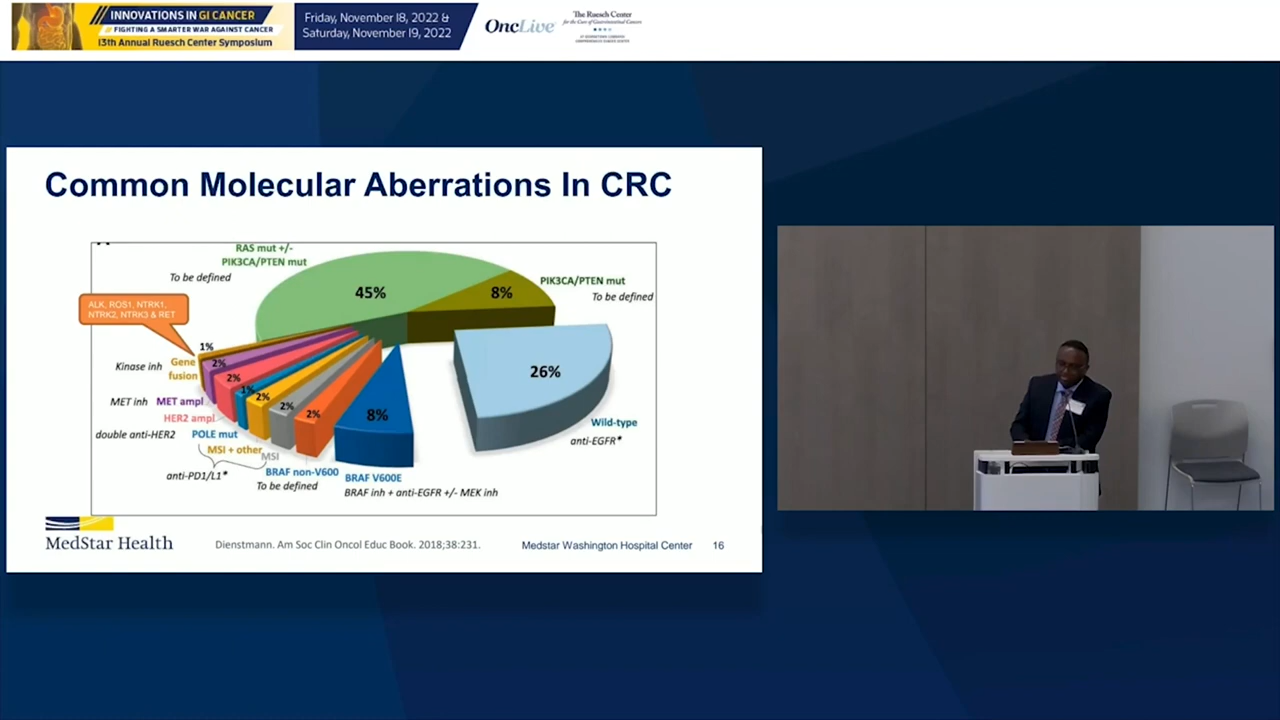 INNOVATIONS IN GI CANCER
FIGHTING A SMARTER WAR AGAINST CANCER
13th Annual Ruesch Center Symposium
Friday, November 18, 2022 &
Saturday, November 19, 2022
OncLive
The Ruesch Center
for the Cure of Gastrointestinal Cancers
Common Molecular Aberrations In CRC
RAS mut +/-
PIK3CA/PTEN mut
To be defined
45%
8%
PIK3CA/PTEN mut
To be defined
ALK, ROS1, NTRK1,
NTRK2, NTRK3 & RET
1%
Kinase inh
Gene
fusion
2%
MET inh
MET ampl
2%
HER2 ampl
double anti-HER2
1%
POLE mut
2%
MSI + other
2%
MSI
anti-PD1/L1*
2%
BRAF non-V600
To be defined
8%
BRAF V600E
BRAF inh + anti-EGFR +/- MEK inh
26%
Wild-type
anti-EGFR*
MedStar Health
Dienstmann. Am Soc Clin Oncol Educ Book. 2018;38:231.
Medstar Washington Hospital Center
16